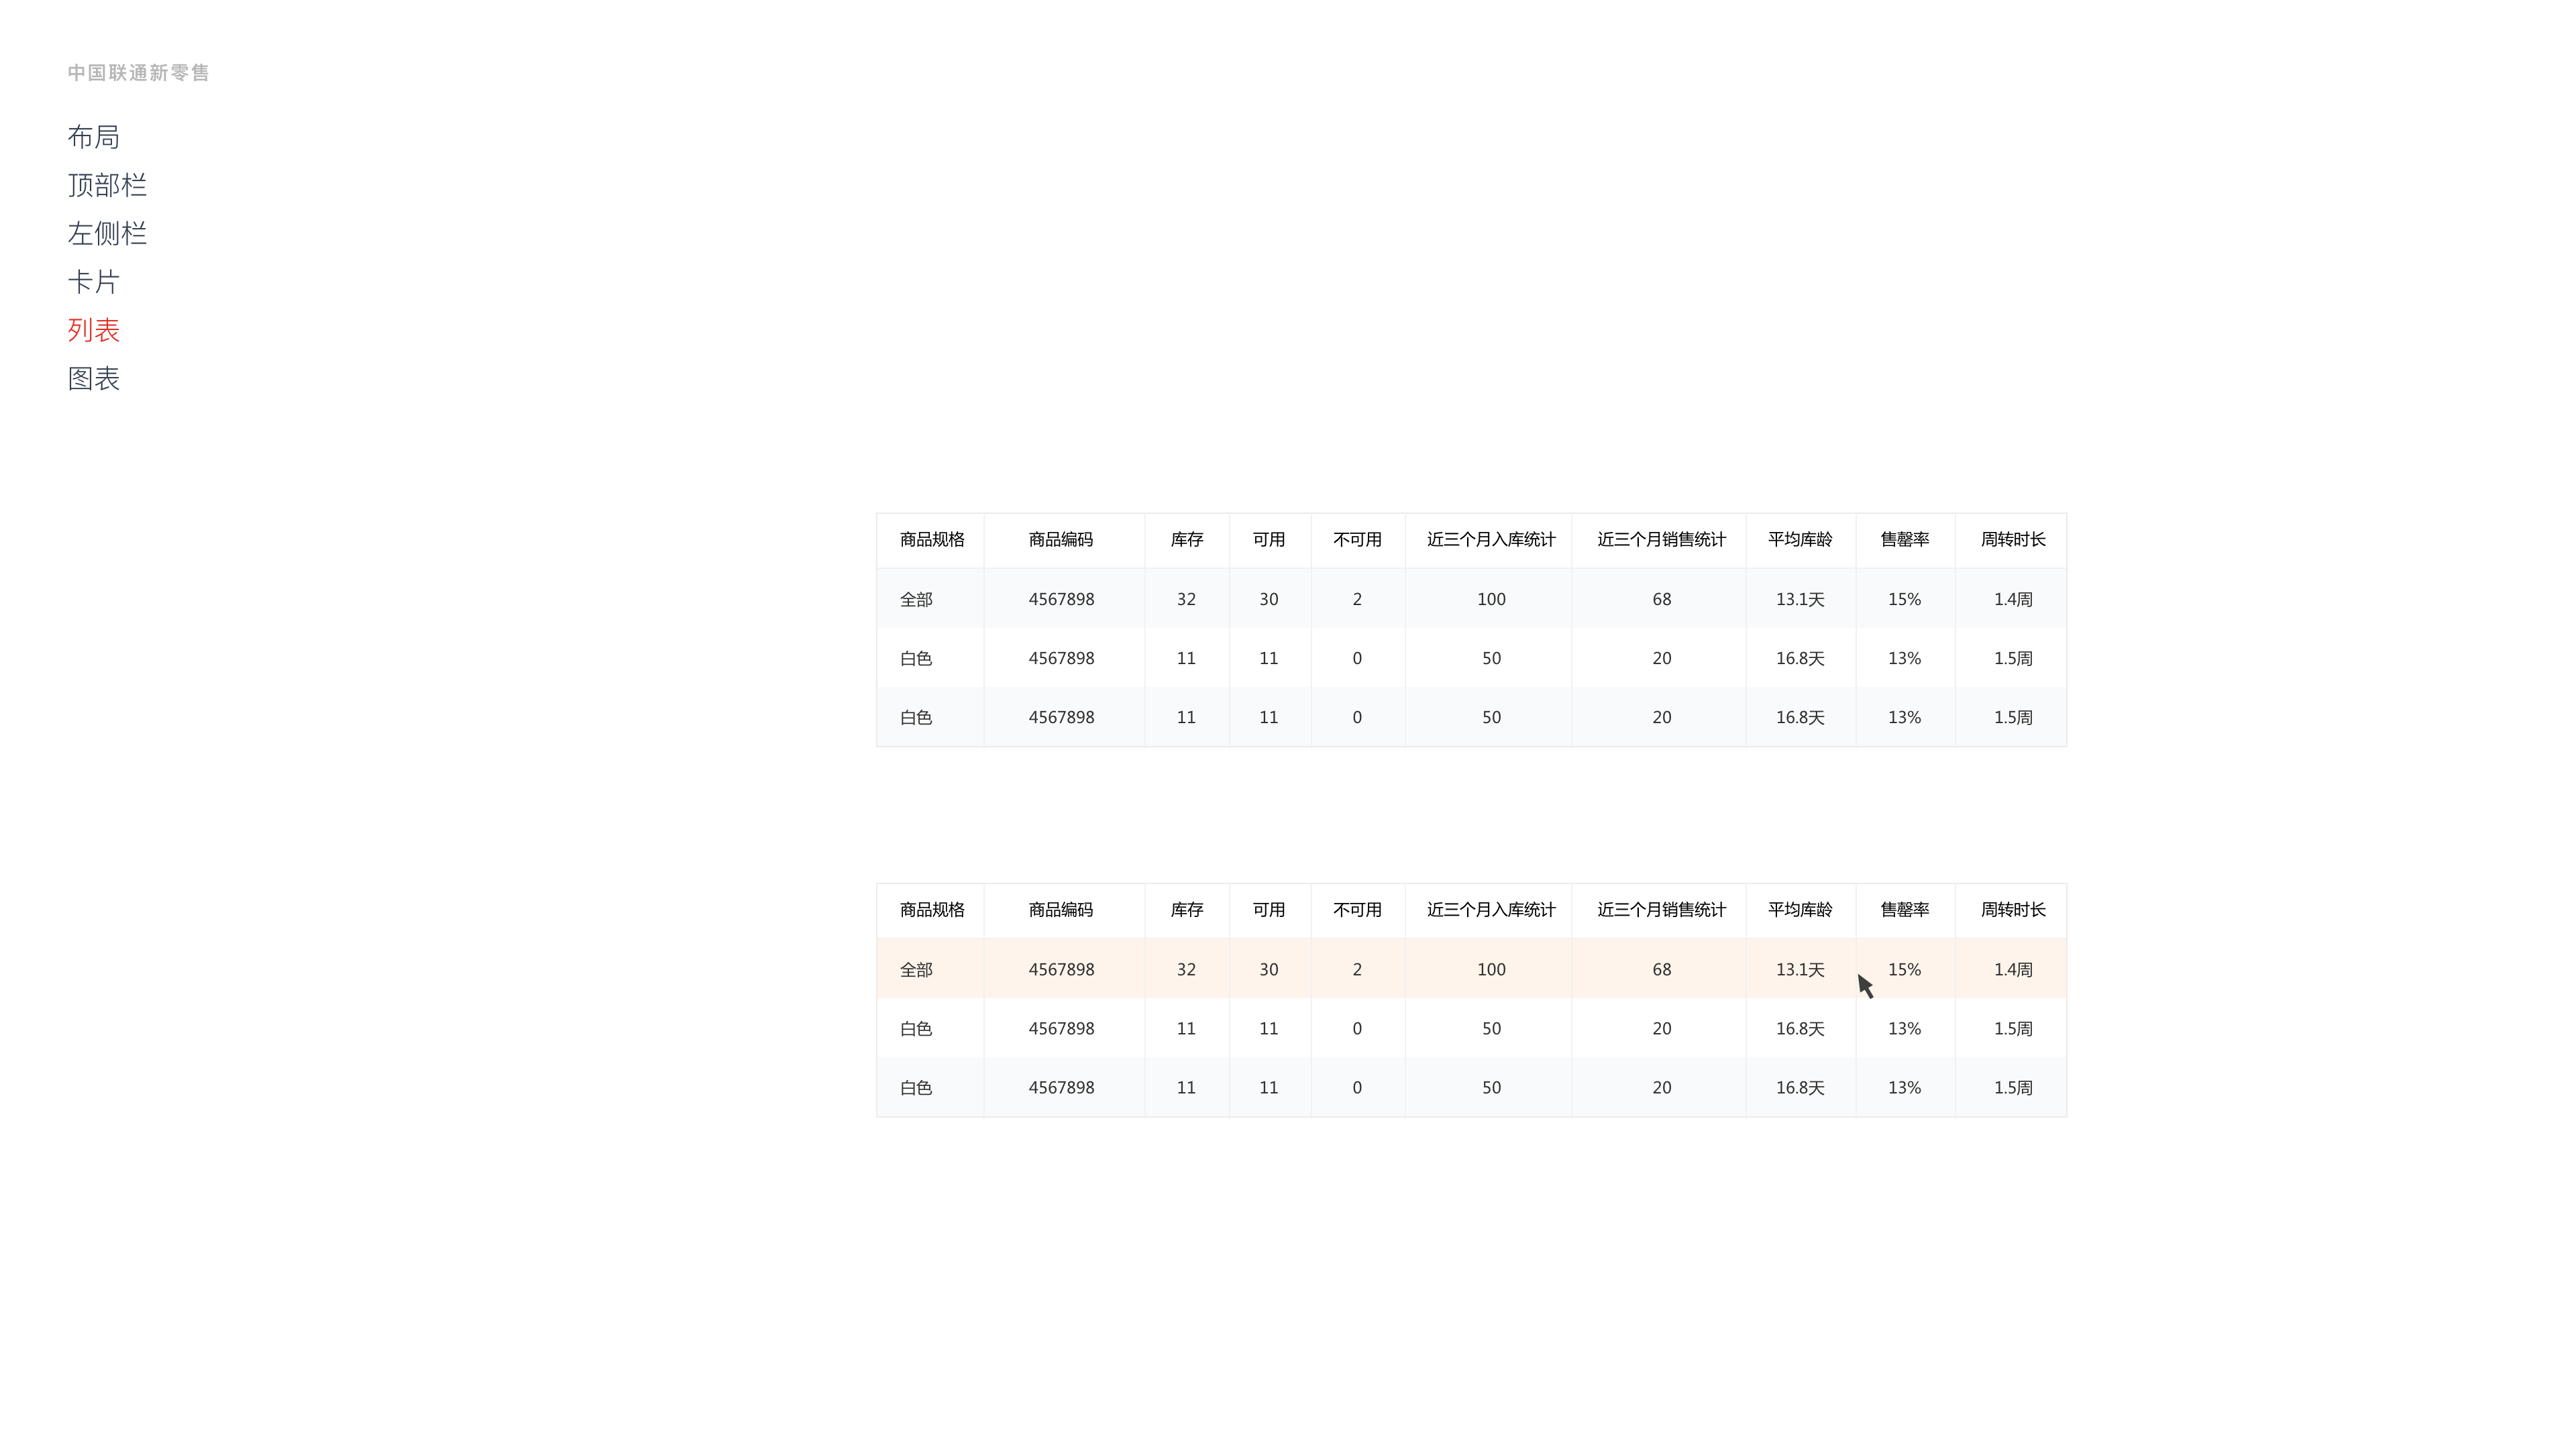 中国联通新零售
布局
顶部栏
左侧栏
卡片
列表
图表
商品规格 商品编码 库存 可用 不可用 近三个月入库统计 近三个月销售统计 平均库龄 售罄率 周转时长
全部 4567898 32 30 2 100 68 13.1天 15% 1.4周
白色 4567898 11 11 0 50 20 16.8天 13% 1.5周
白色 4567898 11 11 0 50 20 16.8天 13% 1.5周
商品规格 商品编码 库存 可用 不可用 近三个月入库统计 近三个月销售统计 平均库龄 售罄率 周转时长
全部 4567898 32 30 2 100 68 13.1天 15% 1.4周
白色 4567898 11 11 0 50 20 16.8天 13% 1.5周
白色 4567898 11 11 0 50 20 16.8天 13% 1.5周